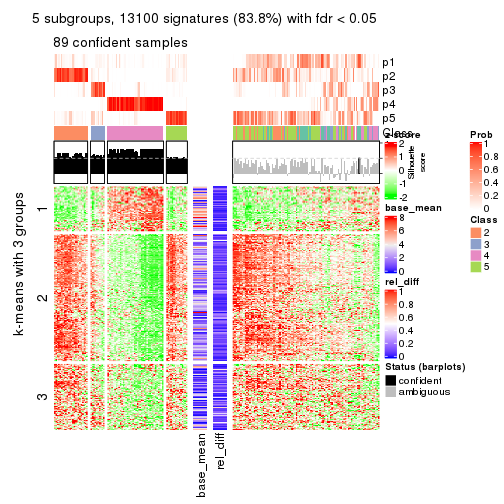 5 subgroups, 13100 signatures (83.8%) with fdr < 0.05
89 confident samples
p1
p2
p3
p4
p5
Class
Silhouette
score
k-means with 3 groups
1
2
3
base_mean
rel_diff
z-score
2
1
0
-1
-2
base_mean
8
6
4
2
0
rel_diff
1
0.8
0.6
0.4
0.2
0
Status (barplots)
confident
ambiguous
Prob
1
0.8
0.6
0.4
0.2
0
Class
2
3
4
5